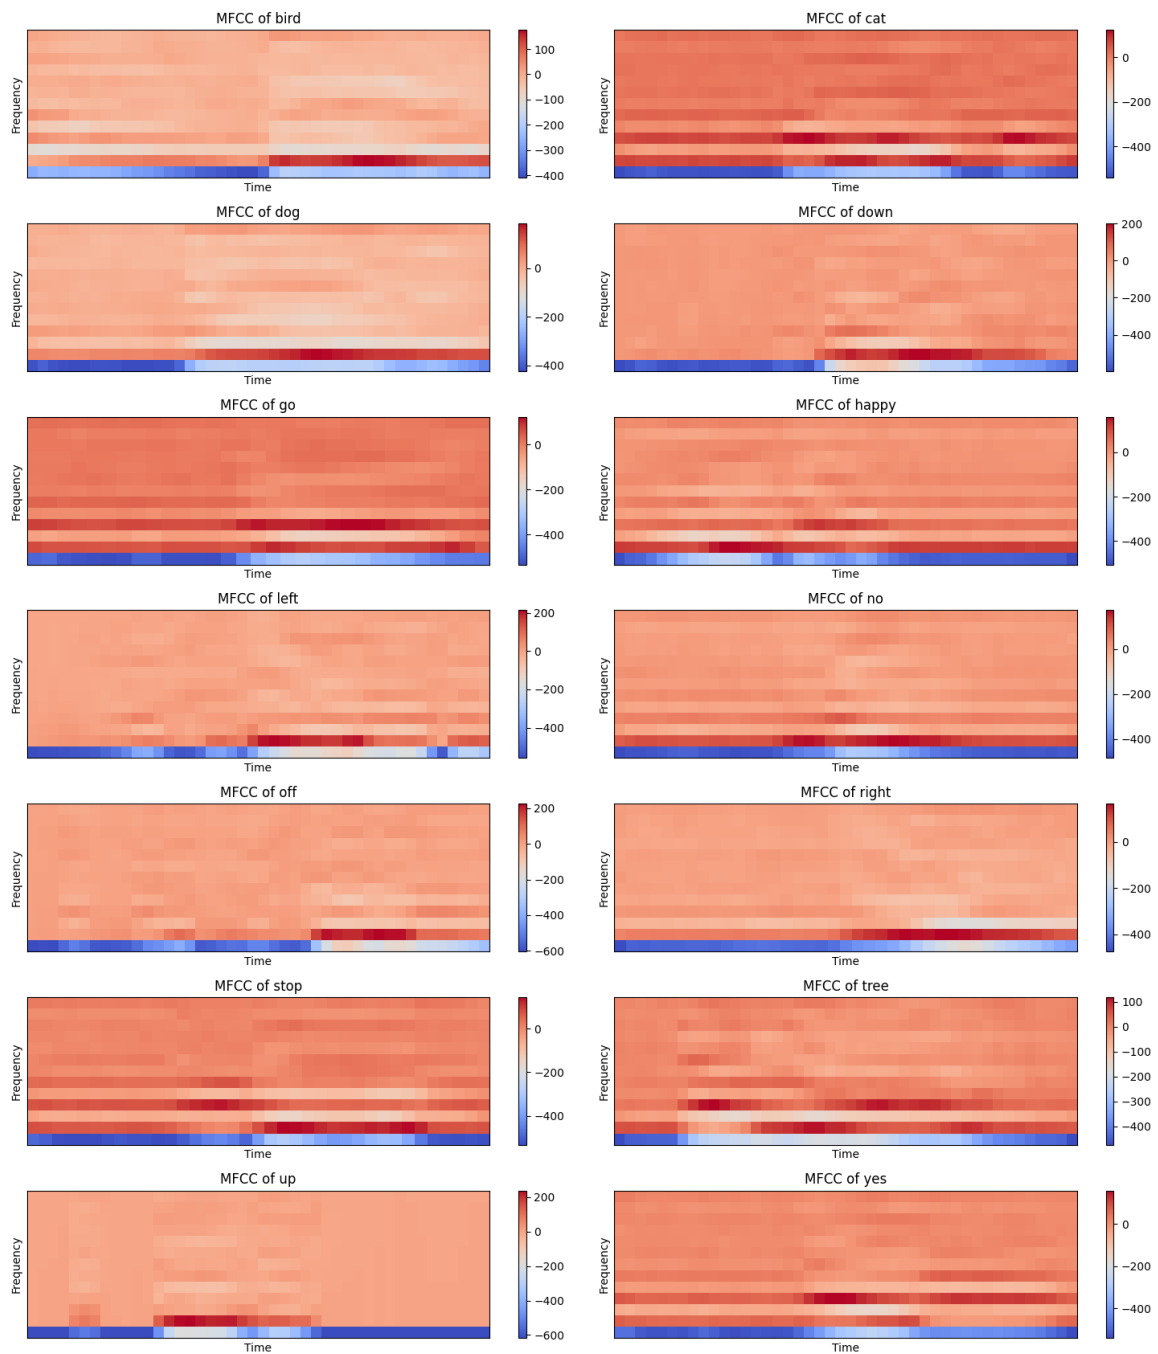 MFCC of bird
Frequency
100
0
−100
−200
−300
−400
Time
MFCC of cat
Frequency
0
−200
−400
Time
MFCC of dog
Frequency
0
−200
−400
Time
MFCC of down
Frequency
200
0
−200
−400
Time
MFCC of go
Frequency
0
−200
−400
Time
MFCC of happy
Frequency
0
−200
−400
Time
MFCC of left
Frequency
200
0
−200
−400
Time
MFCC of no
Frequency
0
−200
−400
Time
MFCC of off
Frequency
200
0
−200
−400
−600
Time
MFCC of right
Frequency
0
−200
−400
Time
MFCC of stop
Frequency
0
−200
−400
Time
MFCC of tree
Frequency
100
0
−100
−200
−300
−400
Time
MFCC of up
Frequency
200
0
−200
−400
−600
Time
MFCC of yes
Frequency
0
−200
−400
Time